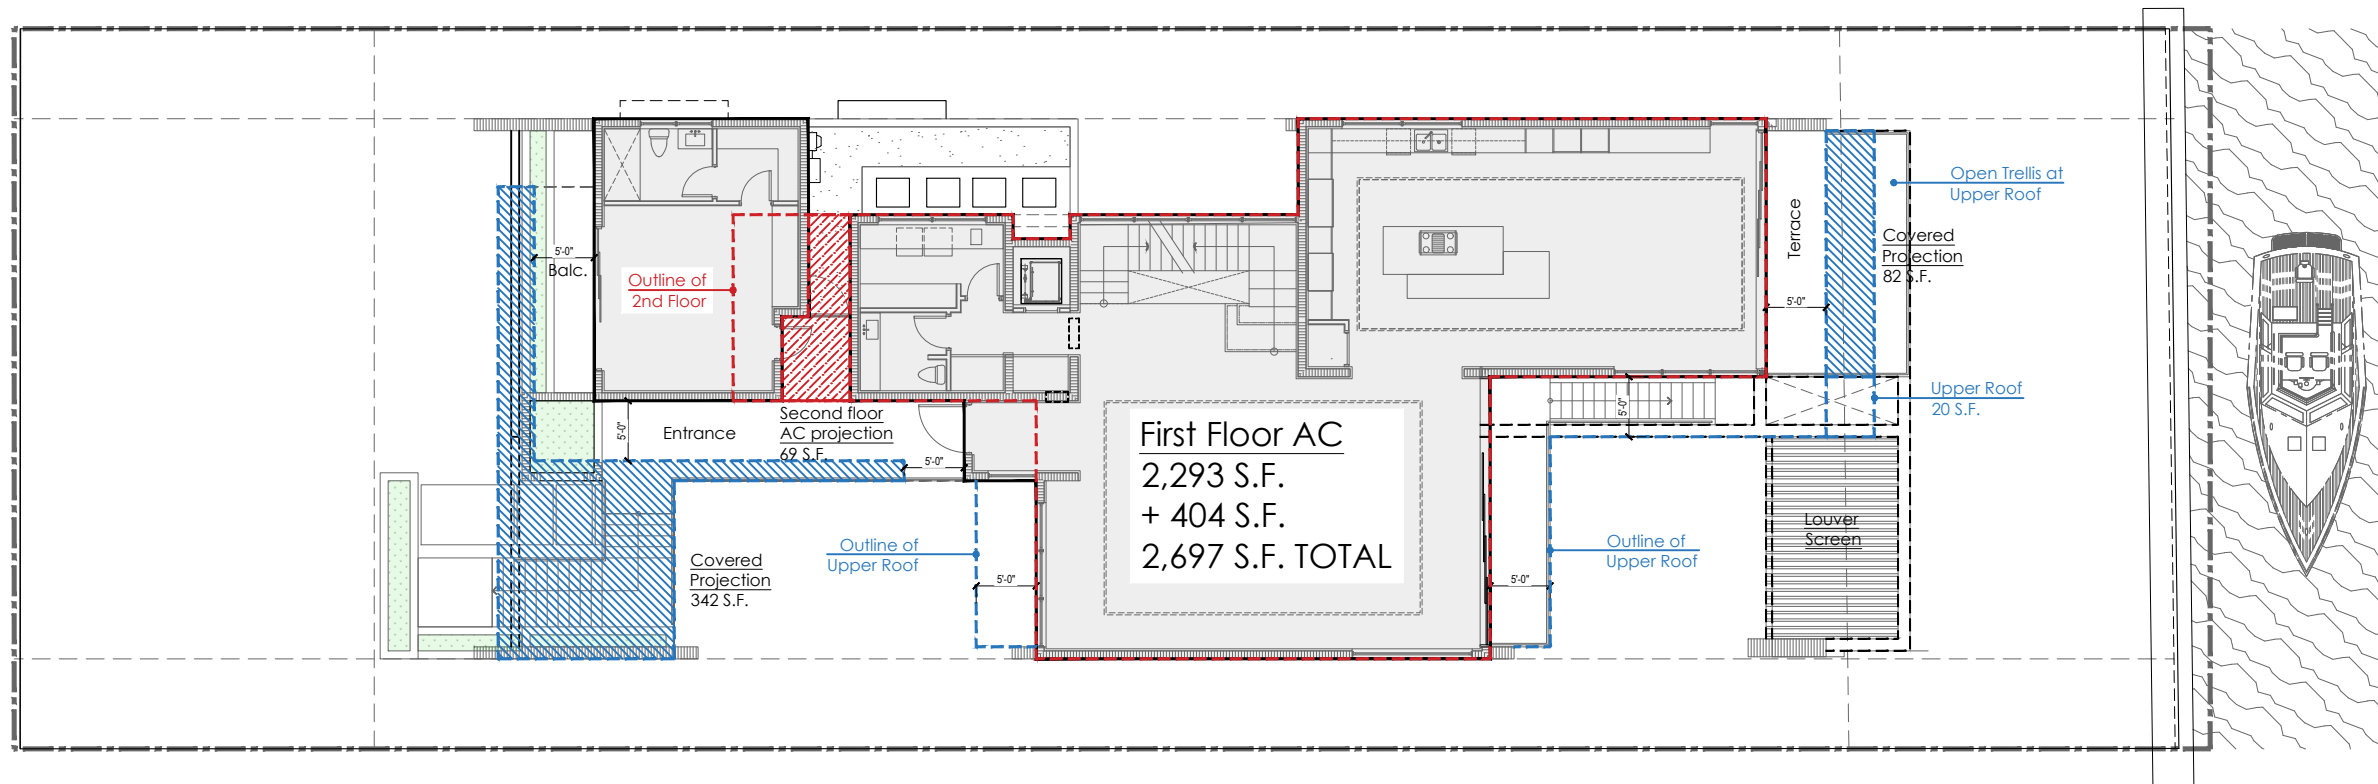 Open Trellis at
Upper Roof
Terrace
Covered
Projection
82 S.F.
5'-0"
Balc.
Outline of
2nd Floor
5'-0"
Upper Roof
20 S.F.
5'-0"
Entrance
Second floor
AC projection
69 S.F.
5'-0"
5'-0"
First Floor AC
2,293 S.F.
+ 404 S.F.
2,697 S.F. TOTAL
Louver
Screen
Outline of
Upper Roof
Outline of
Upper Roof
Covered
Projection
342 S.F.
5'-0"
5'-0"